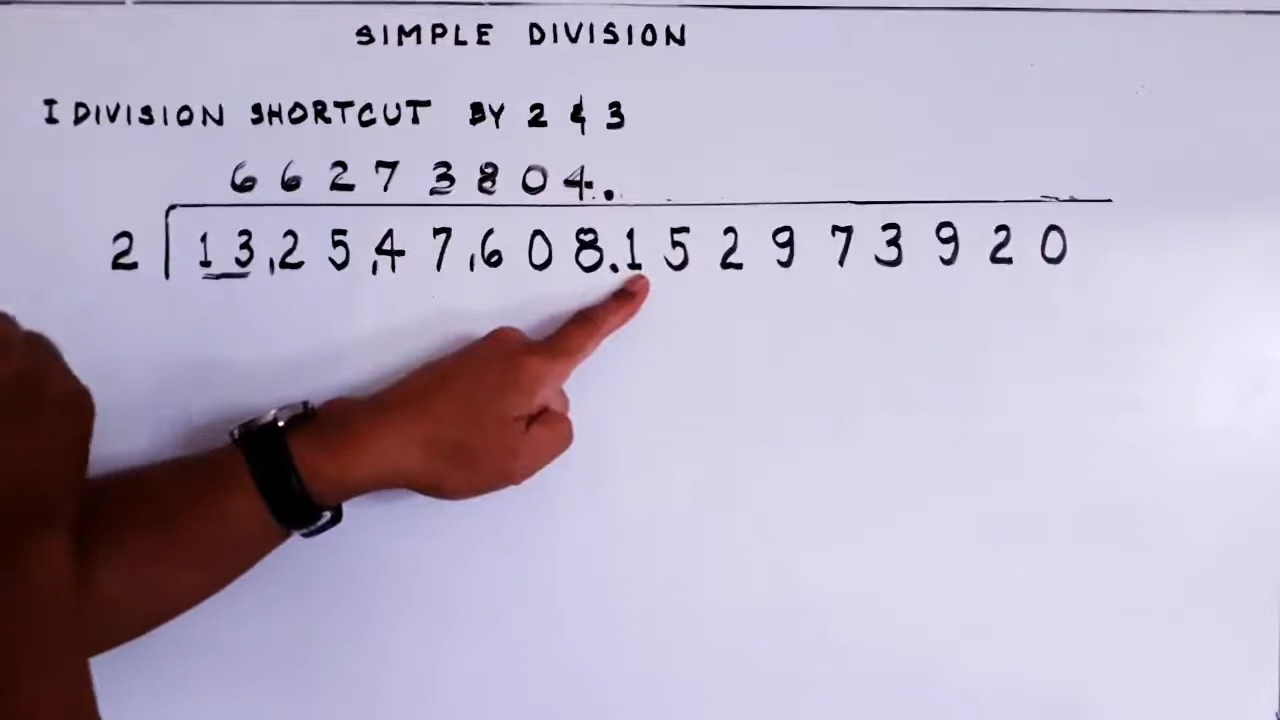 SIMPLE DIVISION
I DIVISION SHORTCUT BY 2 & 3
6 6 2 7 3 8 0 4.
2 1 3,2 5,4 7,6 0 8.1 5 2 9 7 3 9 2 0